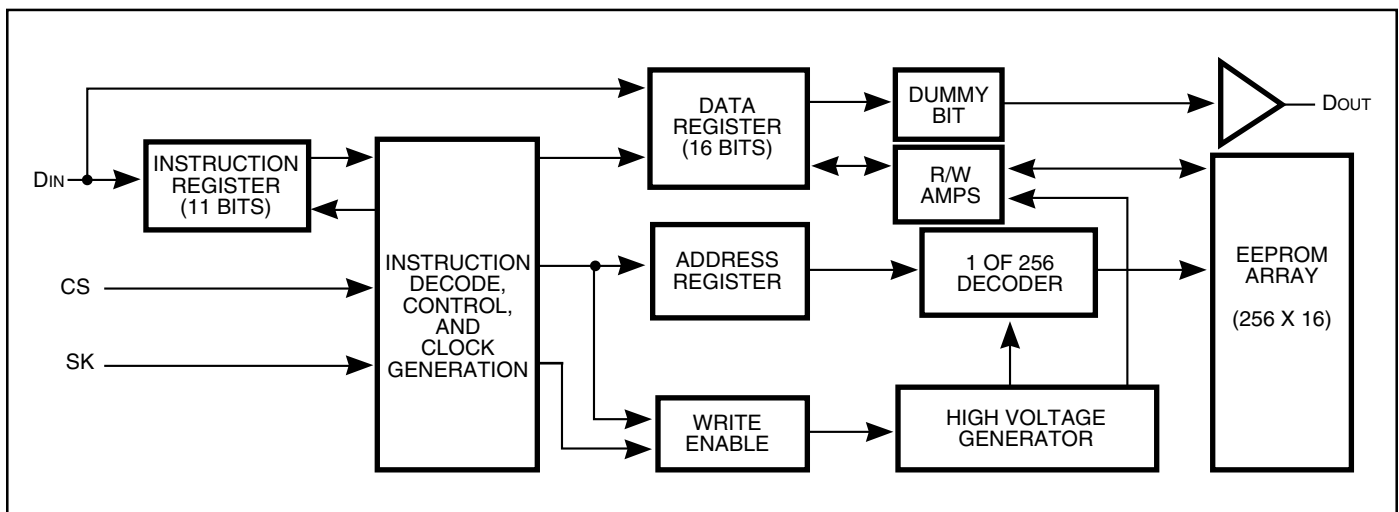 DATA
REGISTER
(16 BITS)
DUMMY
BIT
DOUT
DIN
INSTRUCTION
REGISTER
(11 BITS)
R/W
AMPS
CS
SK
INSTRUCTION
DECODE,
CONTROL,
AND
CLOCK
GENERATION
ADDRESS
REGISTER
1 OF 256
DECODER
EEPROM
ARRAY
(256 X 16)
WRITE
ENABLE
HIGH VOLTAGE
GENERATOR